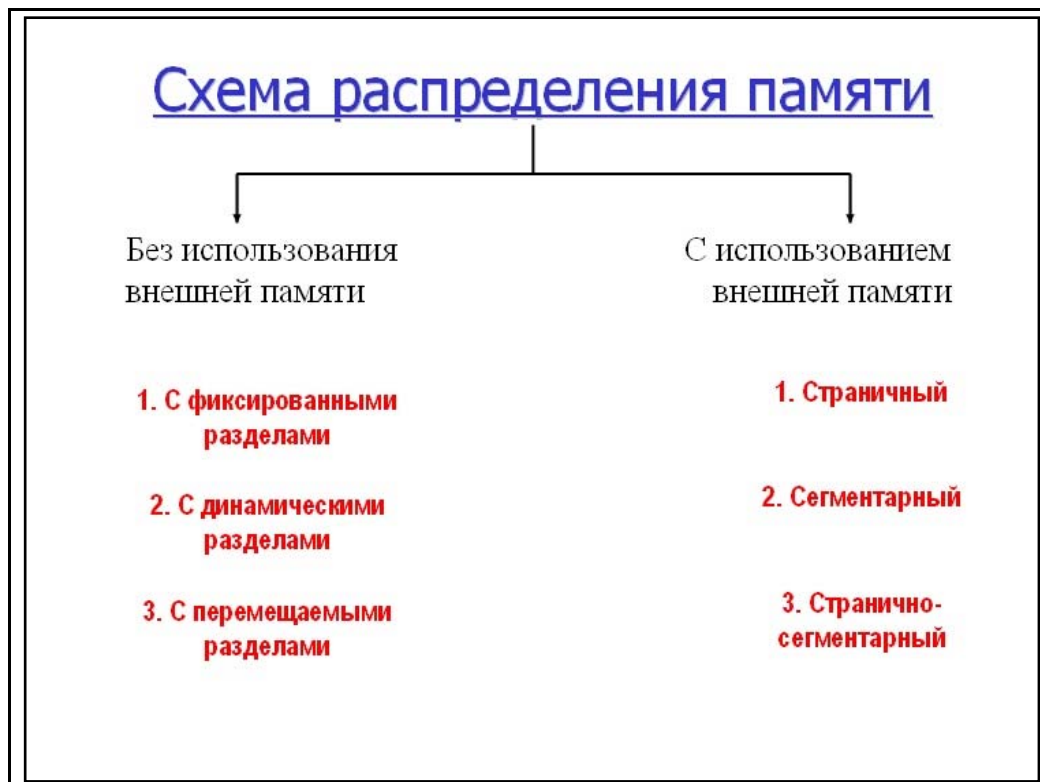 Схема распределения памяти
Без использования
внешней памяти
1. С фиксированными
разделами
2. С динамическими
разделами
3. С перемещаемыми
разделами
С использованием
внешней памяти
1. Страничный
2. Сегментарный
3. Странично-
сегментарный